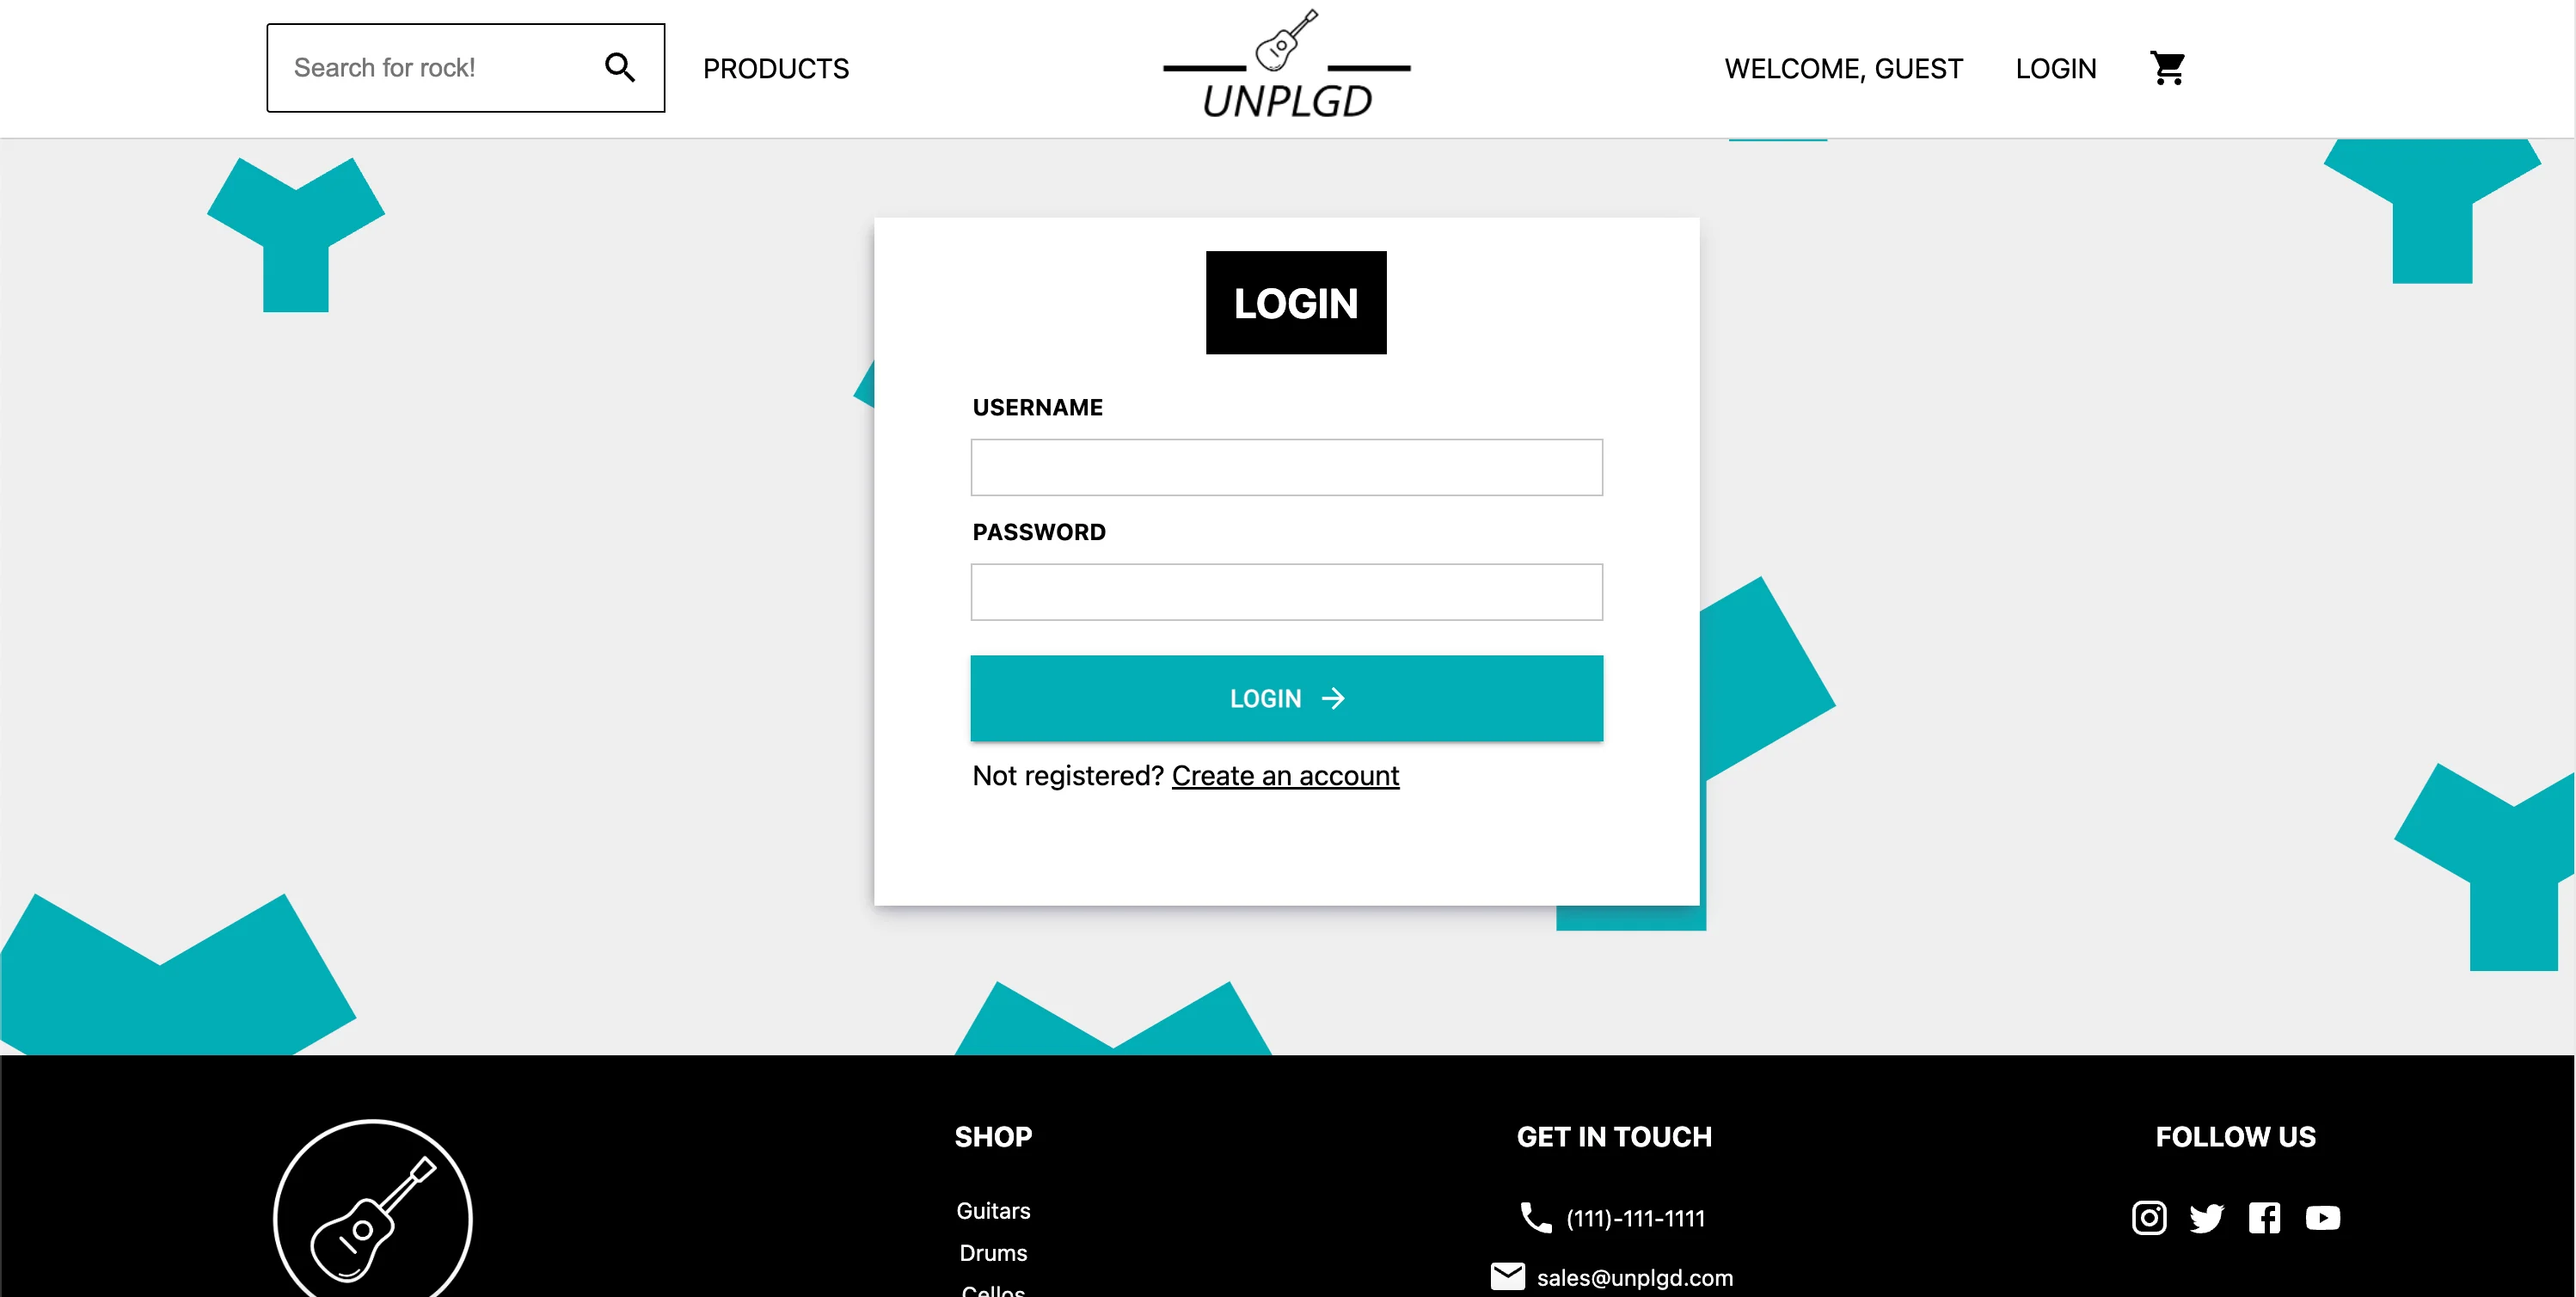 Search for rock!
PRODUCTS
UNPLGD
WELCOME, GUEST
LOGIN
LOGIN
USERNAME
PASSWORD
LOGIN
Not registered? Create an account
SHOP
Guitars
Drums
Cellos
GET IN TOUCH
(111)-111-1111
sales@unplgd.com
FOLLOW US